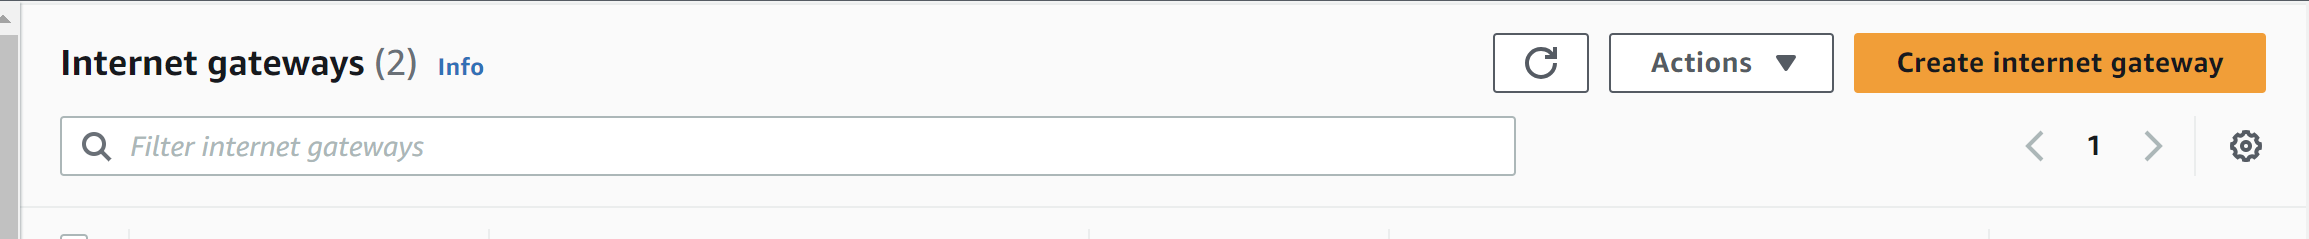 Internet gateways (2) Info
Actions
Create internet gateway
Filter internet gateways
1